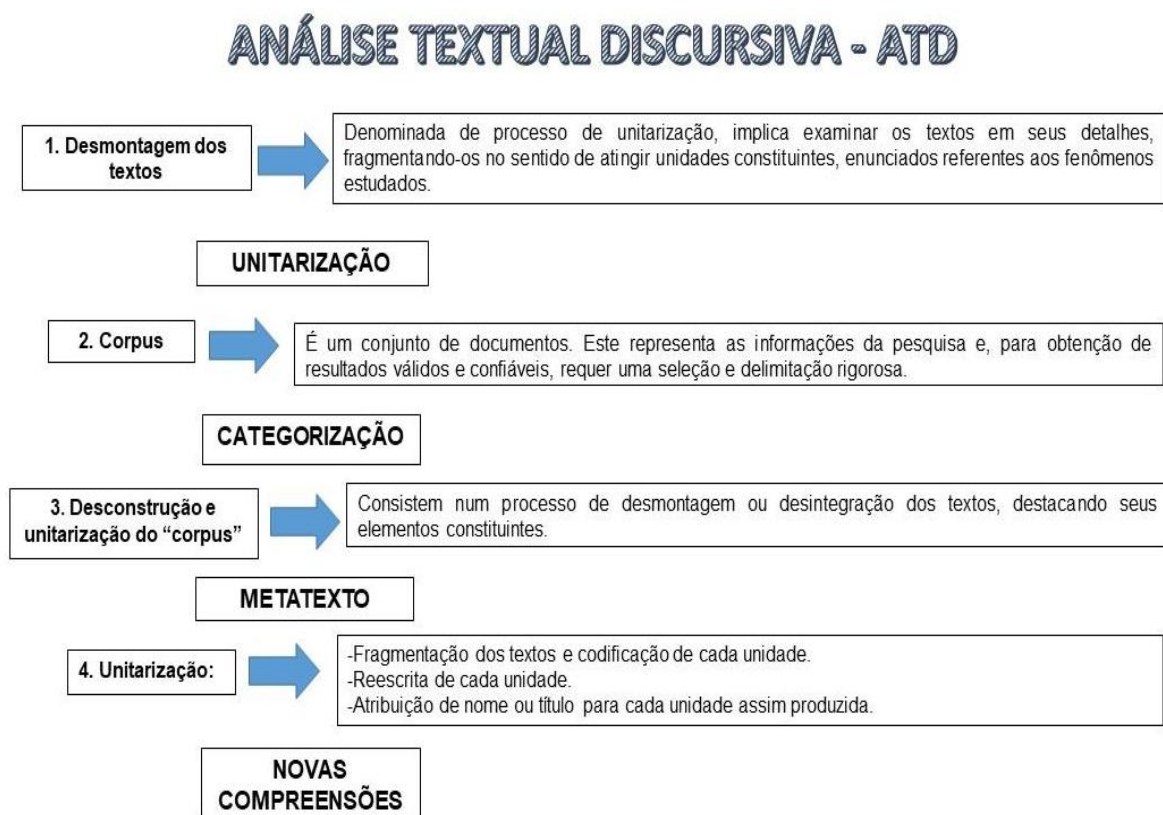 ANÁLISE TEXTUAL DISCURSIVA - ATD
1. Desmontagem dos
textos
Denominada de processo de unitarização, implica examinar os textos em seus detalhes,
fragmentando-os no sentido de atingir unidades constituintes, enunciados referentes aos fenômenos
estudados.
UNITARIZAÇÃO
2. Corpus
É um conjunto de documentos. Este representa as informações da pesquisa e, para obtenção de
resultados válidos e confiáveis, requer uma seleção e delimitação rigorosa.
CATEGORIZAÇÃO
3. Desconstrução e
unitarização do “corpus”
Consistem num processo de desmontagem ou desintegração dos textos, destacando seus
elementos constituintes.
METATEXTO
4. Unitarização:
-Fragmentação dos textos e codificação de cada unidade.
-Reescrita de cada unidade.
-Atribuição de nome ou título para cada unidade assim produzida.
NOVAS
COMPREENSÕES